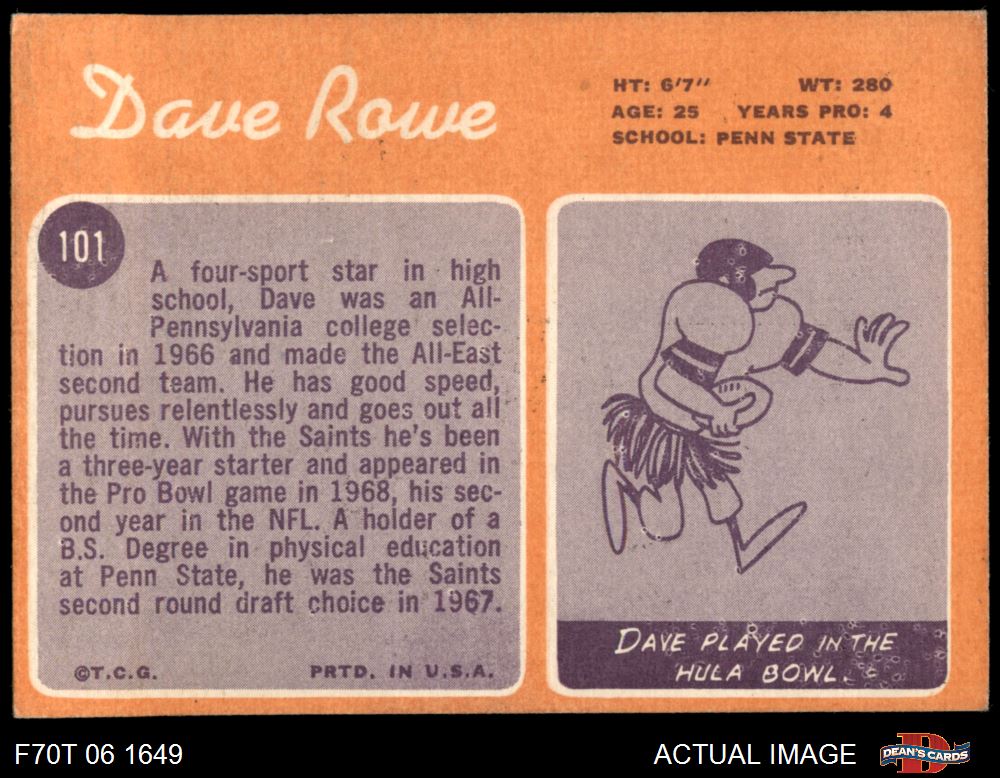 Dave Rowe
HT: 6'7" WT: 280
AGE: 25 YEARS PRO: 4
SCHOOL: PENN STATE
101
A four-sport star in high
school, Dave was an All-
Pennsylvania college selec-
tion in 1966 and made the All-East
second team. He has good speed,
pursues relentlessly and goes out all
the time. With the Saints he's been
a three-year starter and appeared in
the Pro Bowl game in 1968, his sec-
ond year in the NFL. A holder of a
B.S. Degree in physical education
at Penn State, he was the Saints
second round draft choice in 1967.
©T.C.G. PRTD. IN U.S.A.
DAVE PLAYED IN THE
HULA BOWL.
F70T 06 1649
ACTUAL IMAGE
DEAN'S CARDS